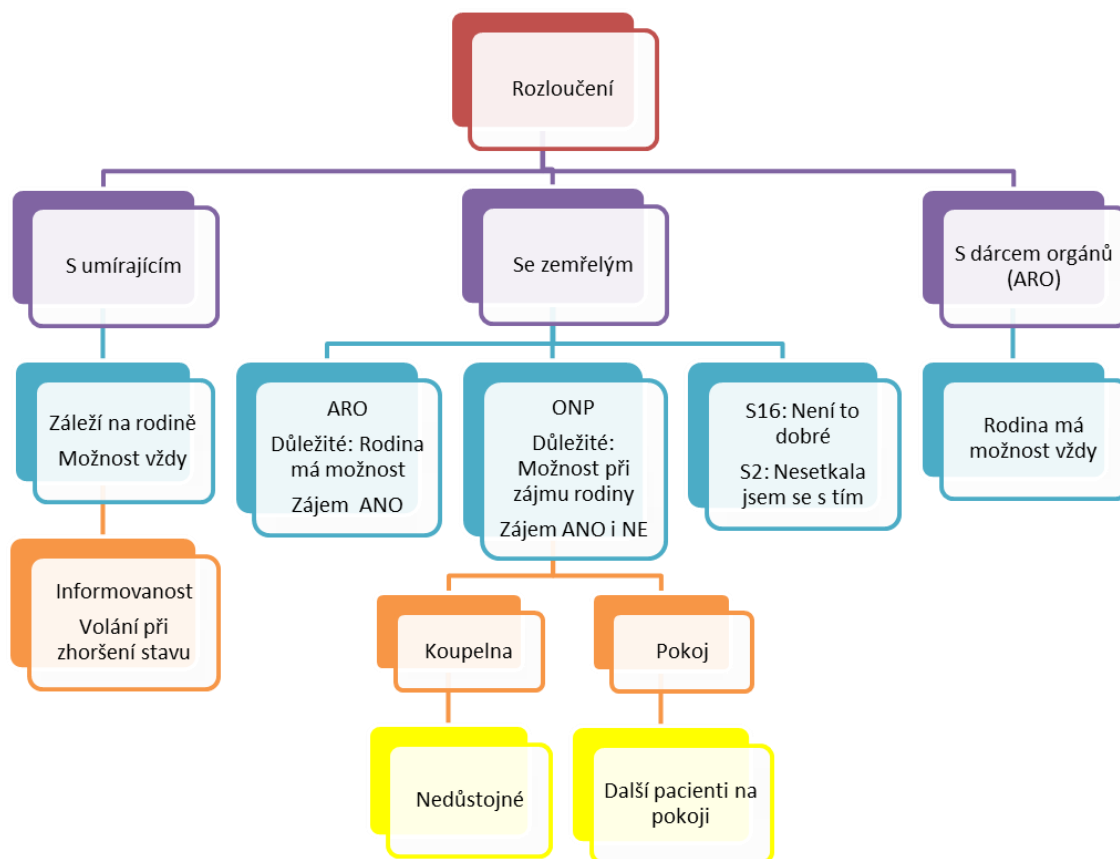 Rozloučení
S umírajícím
Se zemřelým
S dárcem orgánů
(ARO)
Záleží na rodině
Možnost vždy
ARO
Důležité: Rodina
má možnost
Zájem ANO
ONP
Důležité:
Možnost při
zájmu rodiny
Zájem ANO i NE
S16: Není to
dobré
S2: Nesetkala
jsem se s tím
Rodina má
možnost vždy
Informovanost
Volání při
zhoršení stavu
Koupelna
Pokoj
Nedůstojné
Další pacienti na
pokoji